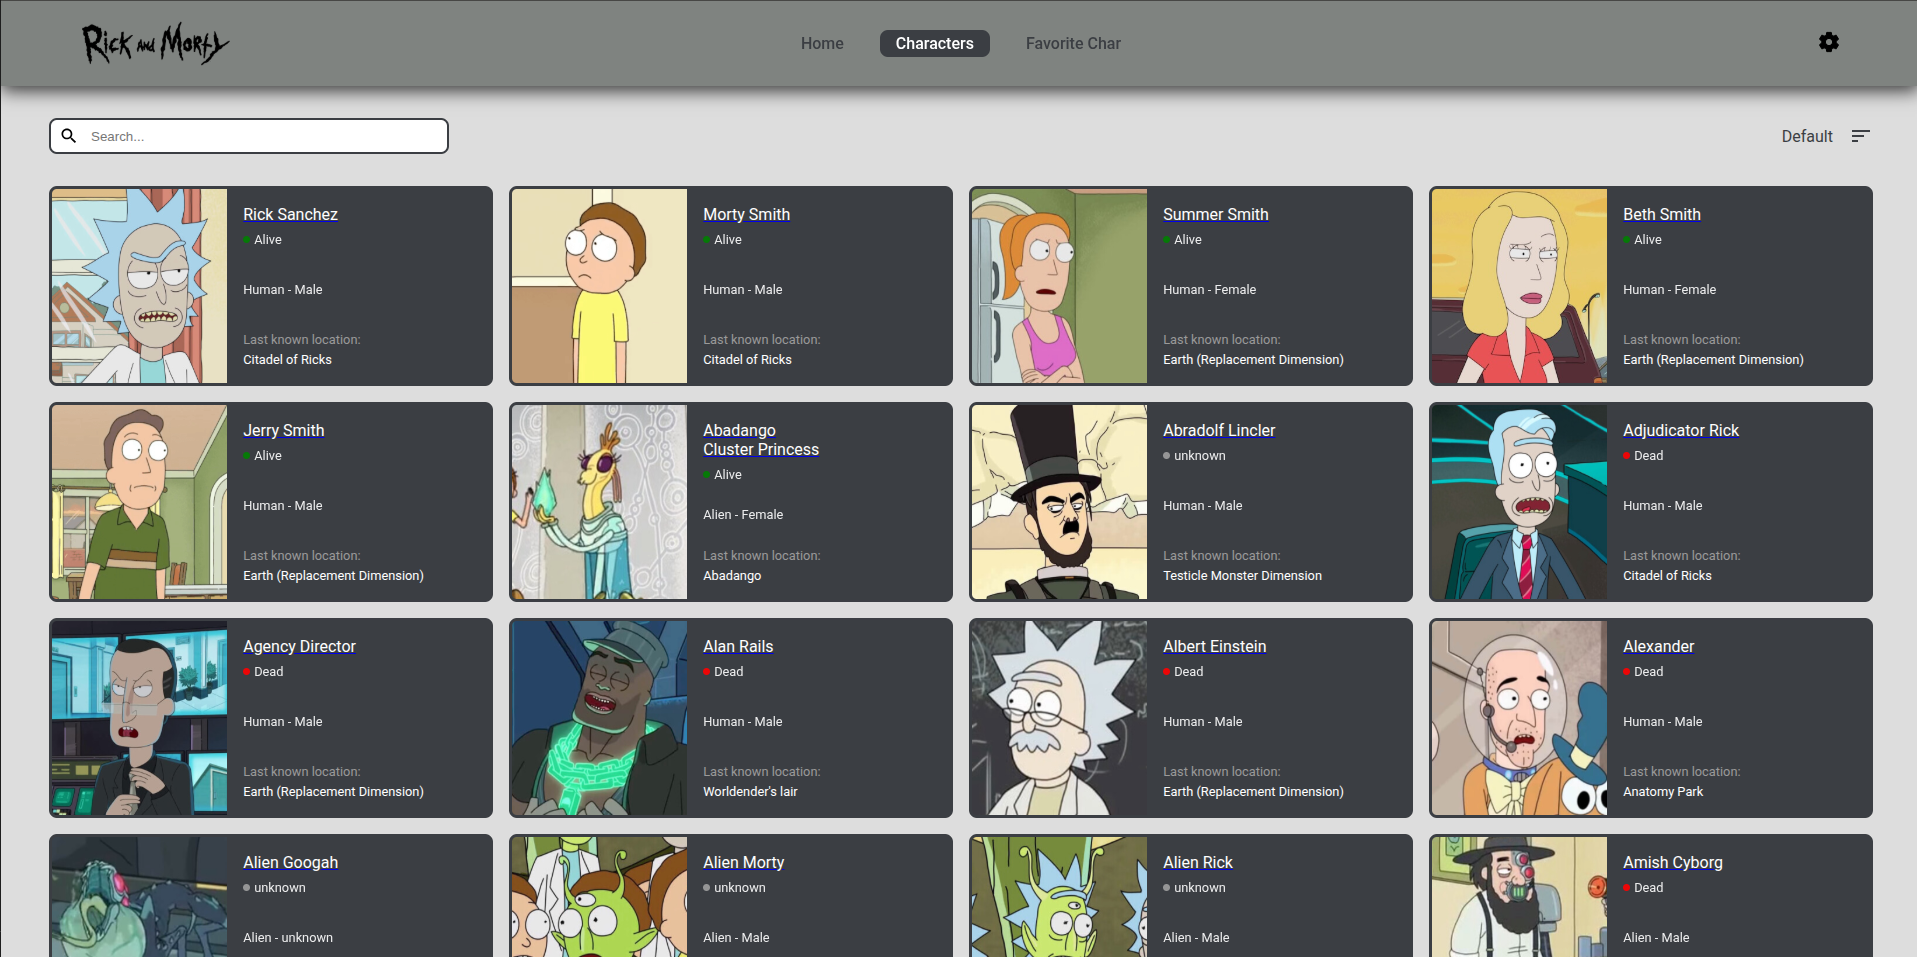 Rick and Morty
Home
Characters
Favorite Char
Search...
Default
Rick Sanchez
Alive
Human - Male
Last known location:
Citadel of Ricks
Morty Smith
Alive
Human - Male
Last known location:
Citadel of Ricks
Summer Smith
Alive
Human - Female
Last known location:
Earth (Replacement Dimension)
Beth Smith
Alive
Human - Female
Last known location:
Earth (Replacement Dimension)
Jerry Smith
Alive
Human - Male
Last known location:
Earth (Replacement Dimension)
Abadango
Cluster Princess
Alive
Alien - Female
Last known location:
Abadango
Abradolf Lincler
unknown
Human - Male
Last known location:
Testicle Monster Dimension
Adjudicator Rick
Dead
Human - Male
Last known location:
Citadel of Ricks
Agency Director
Dead
Human - Male
Last known location:
Earth (Replacement Dimension)
Alan Rails
Dead
Human - Male
Last known location:
Worldender's lair
Albert Einstein
Dead
Human - Male
Last known location:
Earth (Replacement Dimension)
Alexander
Dead
Human - Male
Last known location:
Anatomy Park
Alien Googah
unknown
Alien - unknown
Alien Morty
unknown
Alien - Male
Alien Rick
unknown
Alien - Male
Amish Cyborg
Dead
Alien - Male